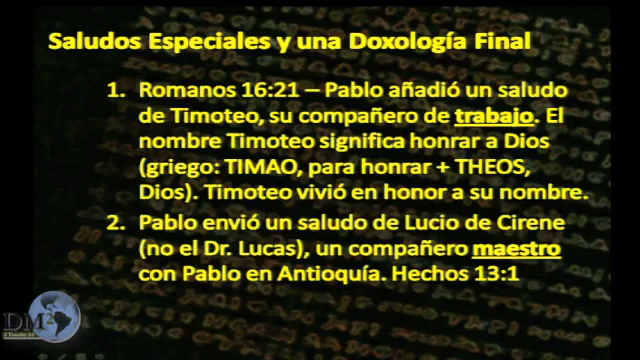 Saludos Especiales y una Doxología Final
1. Romanos 16:21 – Pablo añadió un saludo
de Timoteo, su compañero de trabajo. El
nombre Timoteo significa honrar a Dios
(griego: TIMAO, para honrar + THEOS,
Dios). Timoteo vivió en honor a su nombre.
2. Pablo envió un saludo de Lucio de Cirene
(no el Dr. Lucas), un compañero maestro
con Pablo en Antioquía. Hechos 13:1
DM2